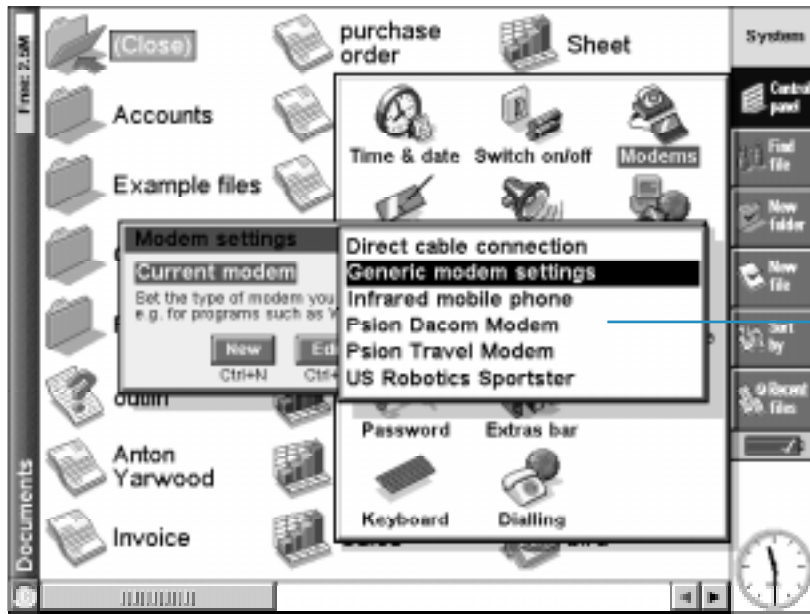 Free: 2.5M
Documents
(Close)
Accounts
Example files
outlin
Anton
Yarwood
Invoice
purchase
order
Sheet
Time & date
Switch on/off
Modems
Modem settings
Current modem
Set the type of modem you
e.g. for programs such as
New
Ctrl+N
Direct cable connection
Generic modem settings
Infrared mobile phone
Psion Dacom Modem
Psion Travel Modem
US Robotics Sportster
Password
Extras bar
Keyboard
Dialling
System
Control
panel
Find
file
New
folder
New
file
Sort
by
Recent
files